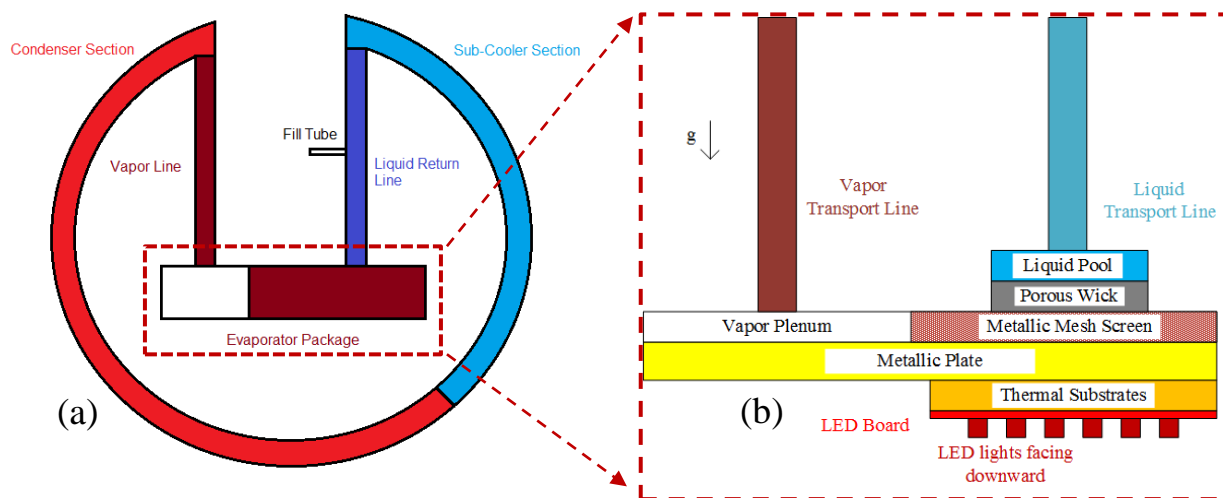 Condenser Section
Sub-Cooler Section
Fill Tube
Vapor Line
Liquid Return
Line
Evaporator Package
(a)
g
Vapor
Transport Line
Liquid
Transport Line
Liquid Pool
Porous Wick
Vapor Plenum
Metallic Mesh Screen
Metallic Plate
Thermal Substrates
(b)
LED Board
LED lights facing
downward